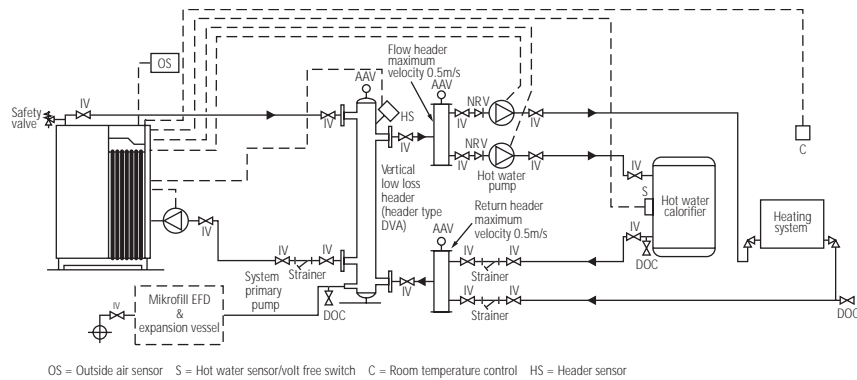 OS
Flow header
maximum
velocity 0.5m/s
AAV
AAV
Safety
valve
IV
IV
HS
NRV
IV
IV
IV
NRV
IV
IV
Hot water
pump
C
Vertical
low loss
header
(header type
DVA)
IV
S
Hot water
calorifier
Return header
maximum
velocity 0.5m/s
AAV
IV
DOC
Heating
system
IV
IV
IV
Strainer
System
primary
pump
IV
IV
Strainer
IV
IV
IV
Strainer
DOC
IV
Mikrofill EFD
&
expansion vessel
DOC
OS = Outside air sensor S = Hot water sensor/volt free switch C = Room temperature control HS = Header sensor